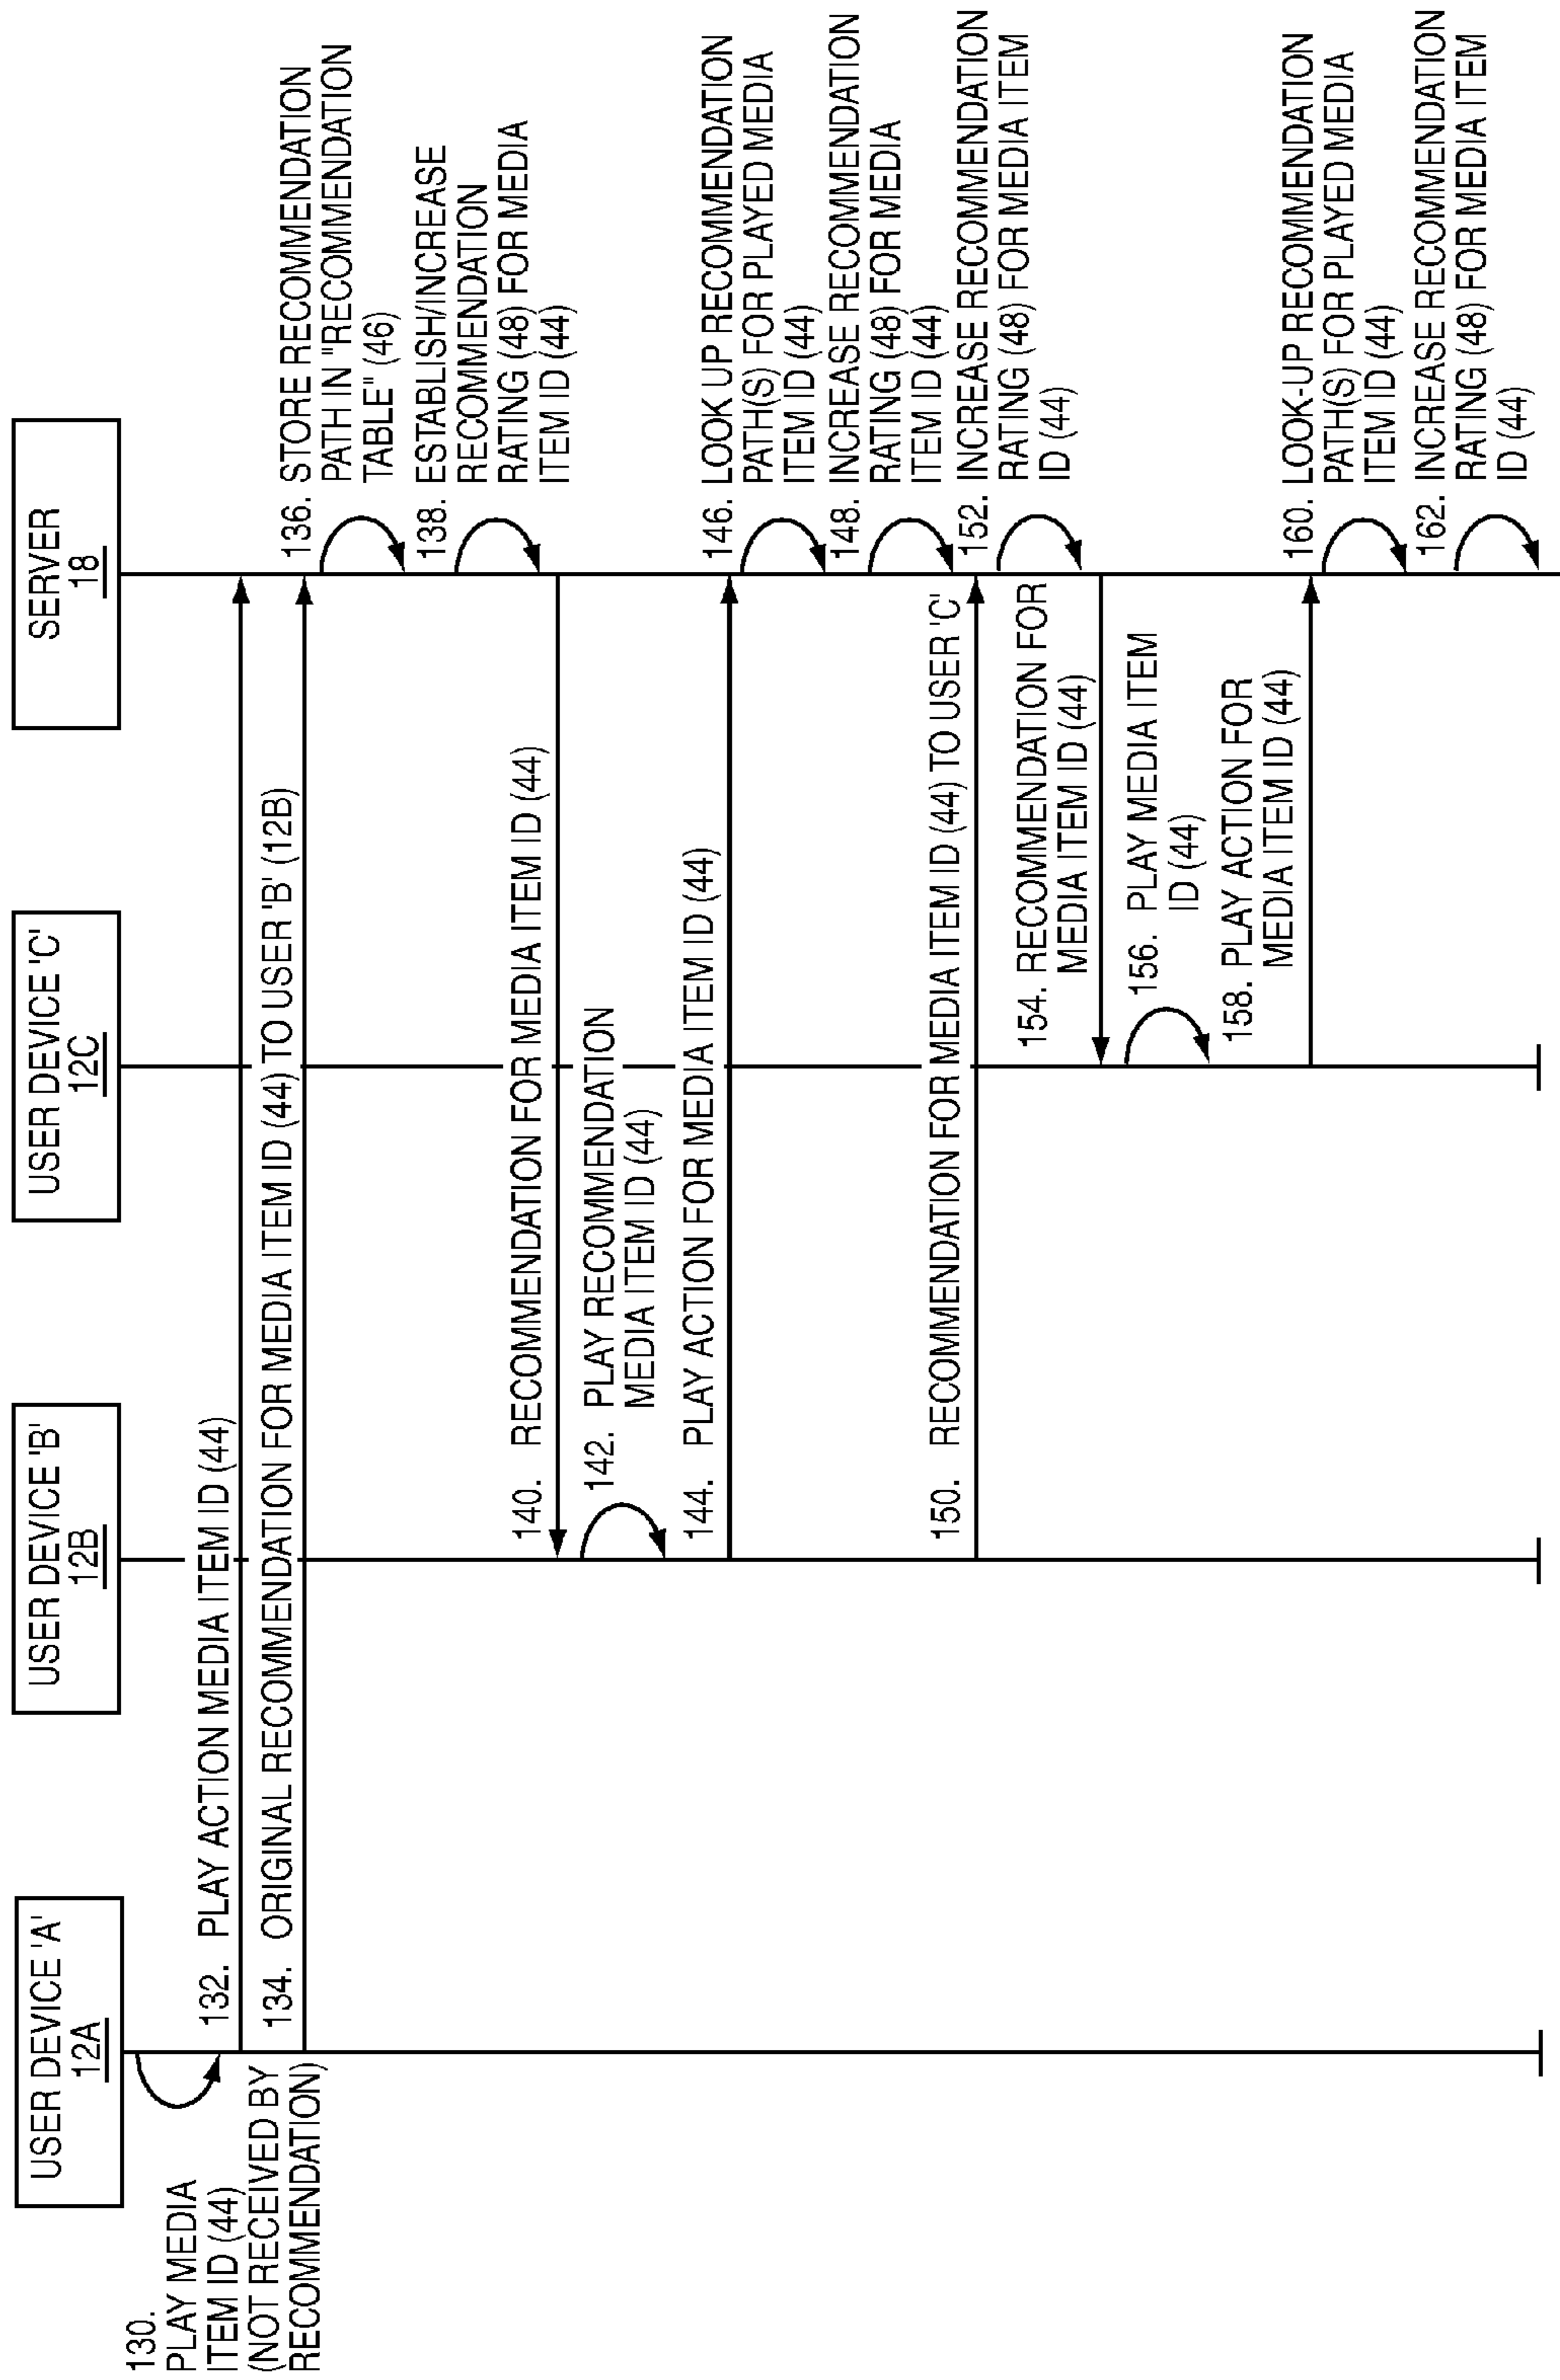 USER DEVICE 'A'
12A
USER DEVICE 'B'
12B
USER DEVICE 'C'
12C
SERVER
18
130.
PLAY MEDIA
ITEM ID (44)
(NOT RECEIVED BY
RECOMMENDATION)
132. PLAY ACTION MEDIA ITEM ID (44)
134. ORIGINAL RECOMMENDATION FOR MEDIA ITEM ID (44) TO USER 'B' (12B)
136. STORE RECOMMENDATION
PATH IN "RECOMMENDATION
TABLE" (46)
138. ESTABLISH/INCREASE
RECOMMENDATION
RATING (48) FOR MEDIA
ITEM ID (44)
140. RECOMMENDATION FOR MEDIA ITEM ID (44)
142. PLAY RECOMMENDATION
MEDIA ITEM ID (44)
144. PLAY ACTION FOR MEDIA ITEM ID (44)
146. LOOK UP RECOMMENDATION
PATH(S) FOR PLAYED MEDIA
ITEM ID (44)
148. INCREASE RECOMMENDATION
RATING (48) FOR MEDIA
ITEM ID (44)
150. RECOMMENDATION FOR MEDIA ITEM ID (44) TO USER 'C'
152. INCREASE RECOMMENDATION
RATING (48) FOR MEDIA ITEM
ID (44)
154. RECOMMENDATION FOR
MEDIA ITEM ID (44)
156. PLAY MEDIA ITEM
ID (44)
158. PLAY ACTION FOR
MEDIA ITEM ID (44)
160. LOOK-UP RECOMMENDATION
PATH(S) FOR PLAYED MEDIA
ITEM ID (44)
162. INCREASE RECOMMENDATION
RATING (48) FOR MEDIA ITEM
ID (44)